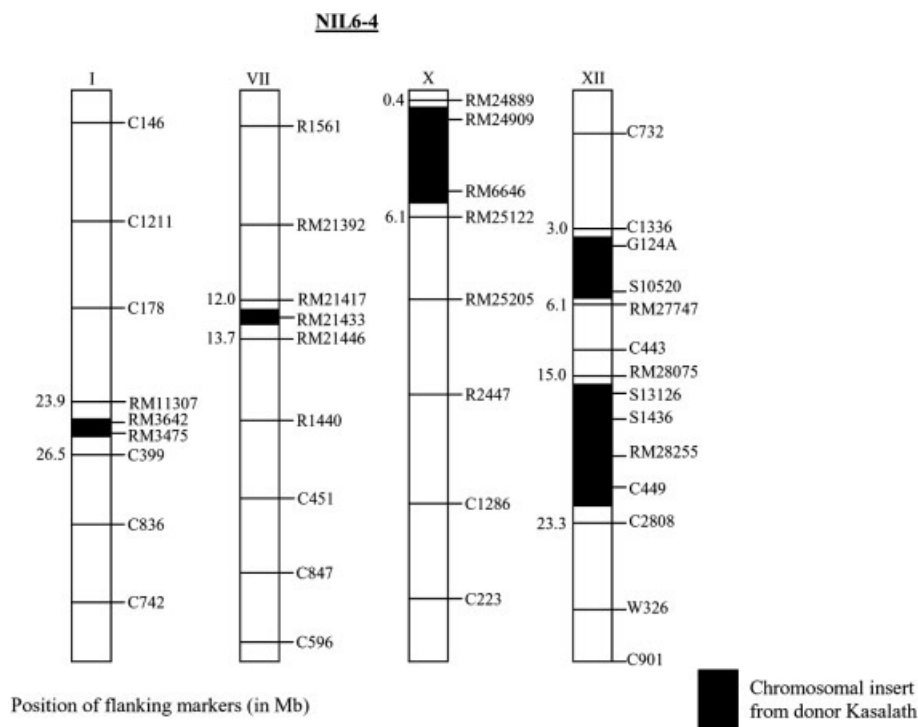 NIL6-4
I
C146
C1211
C178
23.9 RM11307
RM3642
RM3475
26.5 C399
C836
C742
VII
R1561
RM21392
12.0 RM21417
RM21433
13.7 RM21446
R1440
C451
C847
C596
X
0.4 RM24889
RM24909
RM6646
6.1 RM25122
RM25205
R2447
C1286
C223
XII
C732
3.0 C1336
G124A
S10520
6.1 RM27747
C443
15.0 RM28075
S13126
S1436
RM28255
C449
23.3 C2808
W326
C901
Position of flanking markers (in Mb)
Chromosomal insert
from donor Kasalath